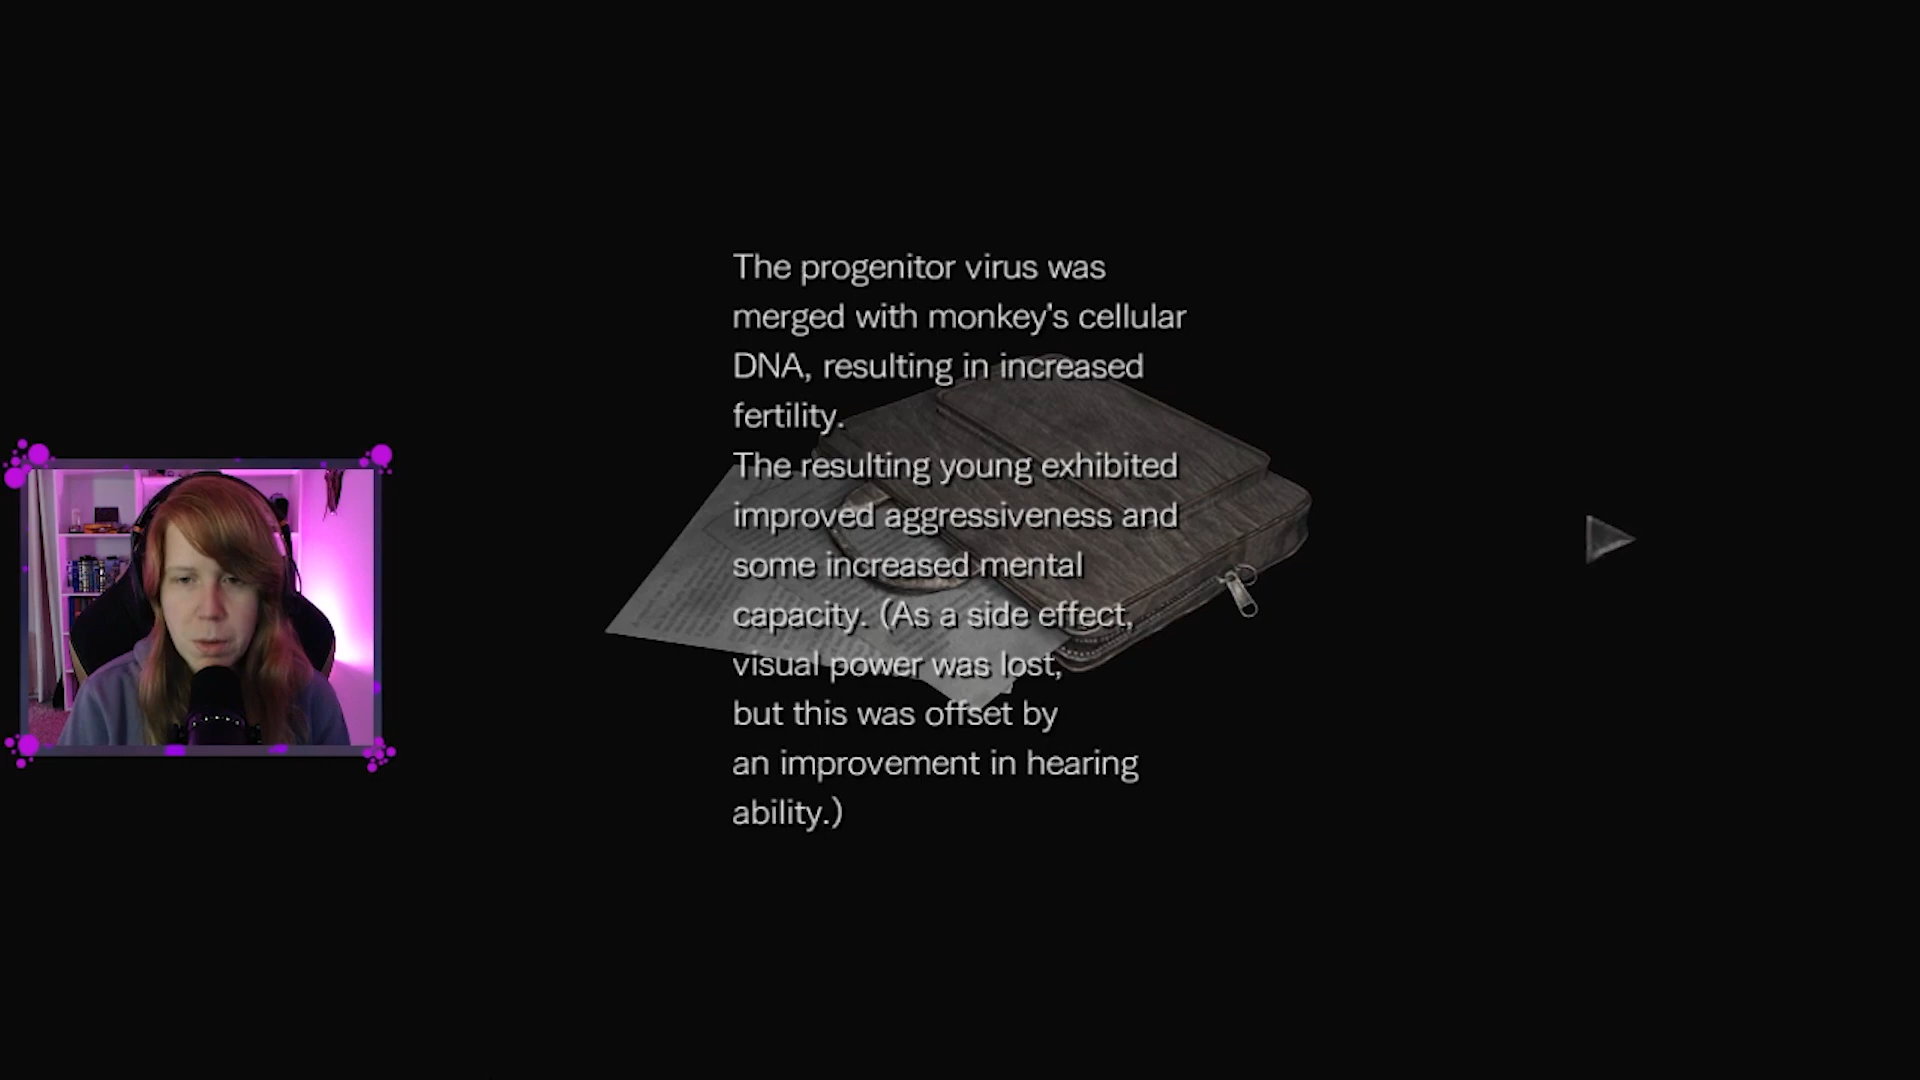 The progenitor virus was
merged with monkey's cellular
DNA, resulting in increased
fertility.
The resulting young exhibited
improved aggressiveness and
some increased mental
capacity. (As a side effect,
visual power was lost,
but this was offset by
an improvement in hearing
ability.)